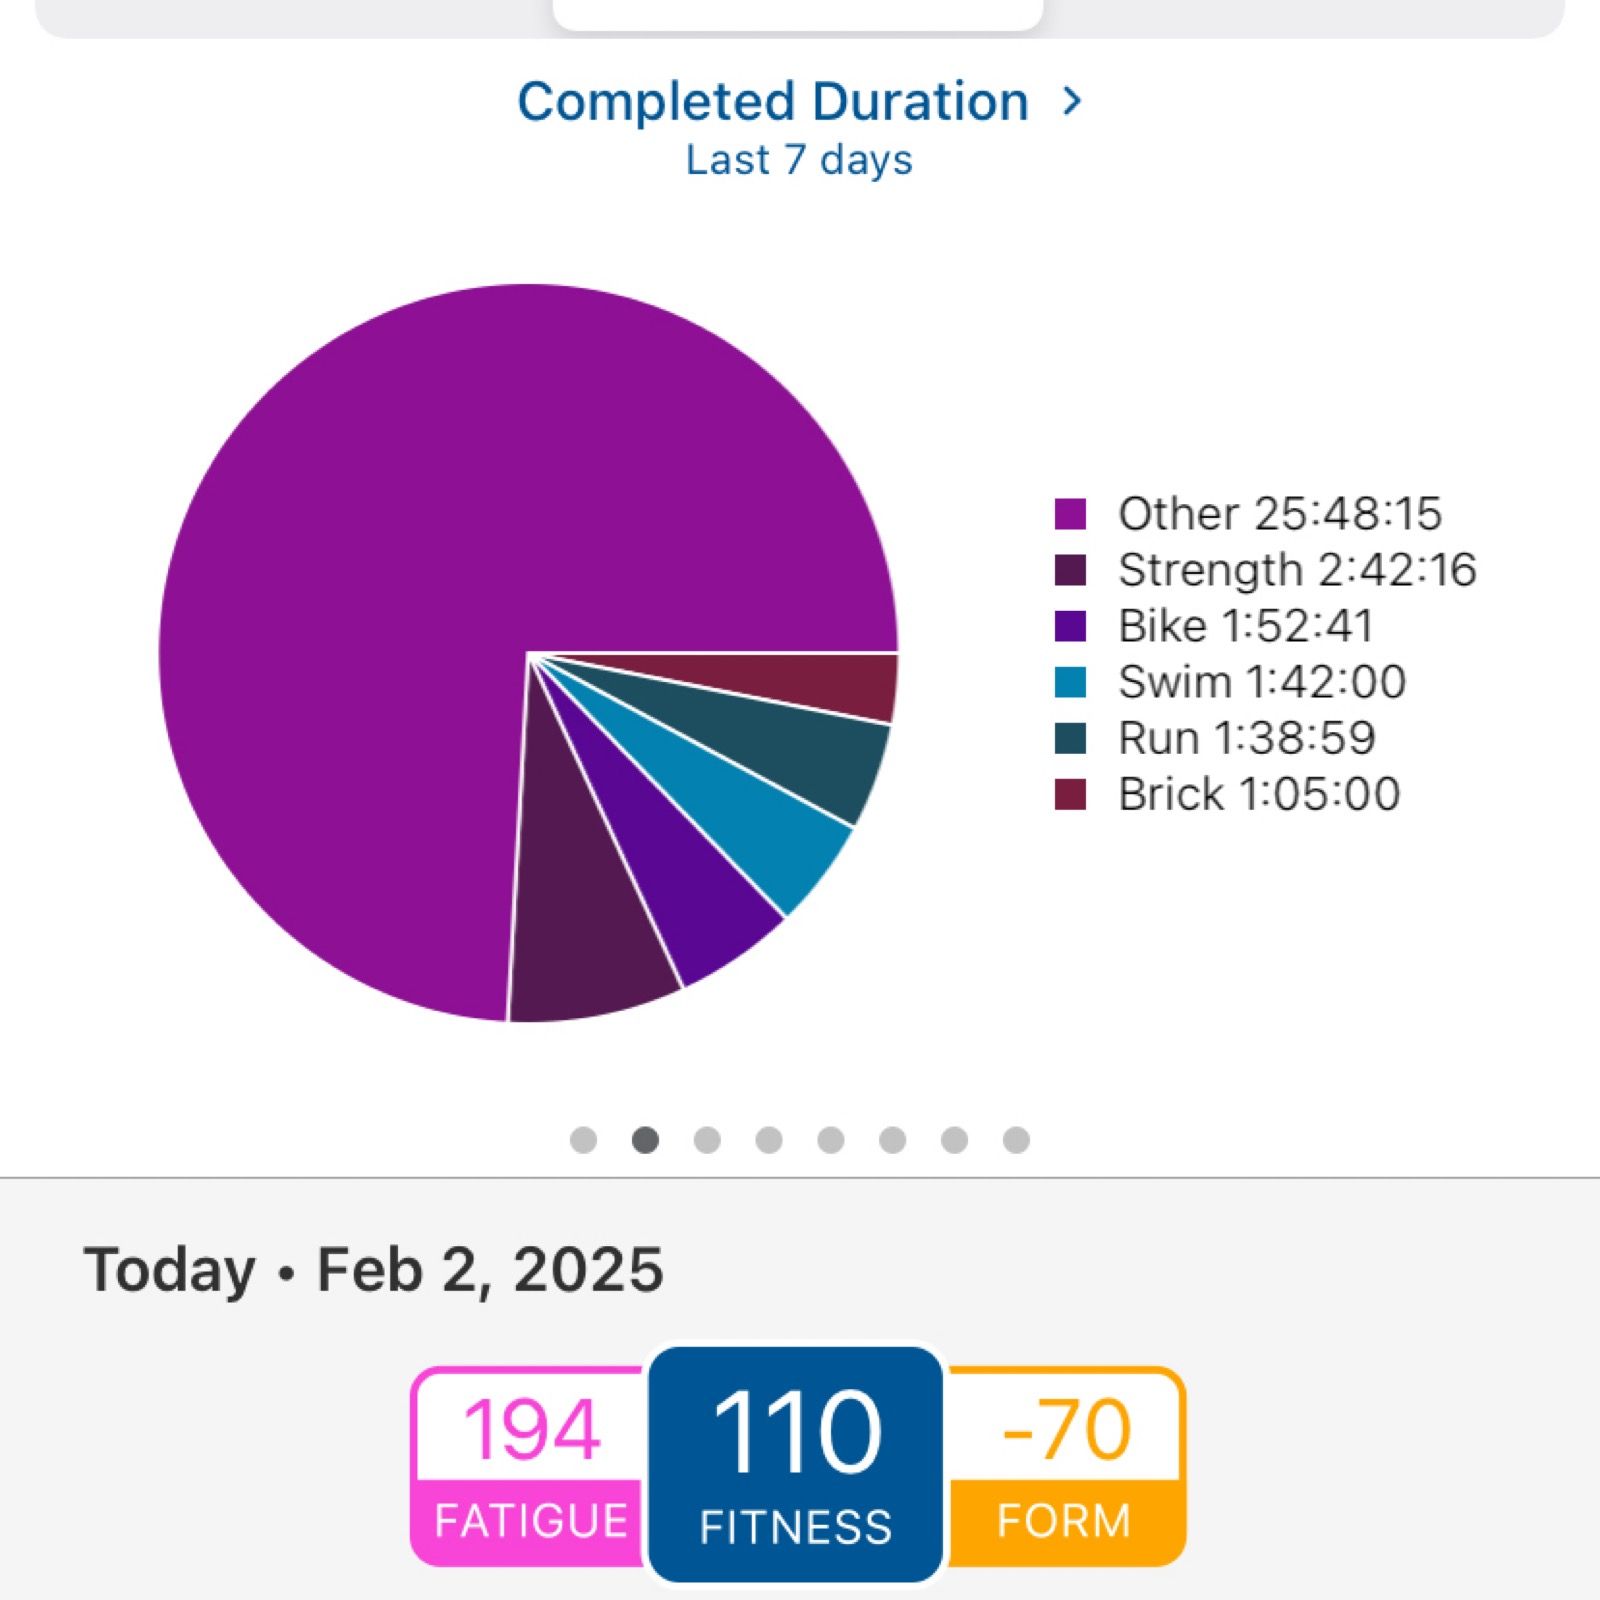 Completed Duration >
Last 7 days
Other 25:48:15
Strength 2:42:16
Bike 1:52:41
Swim 1:42:00
Run 1:38:59
Brick 1:05:00
Today • Feb 2, 2025
194 110 -70
FATIGUE FITNESS FORM